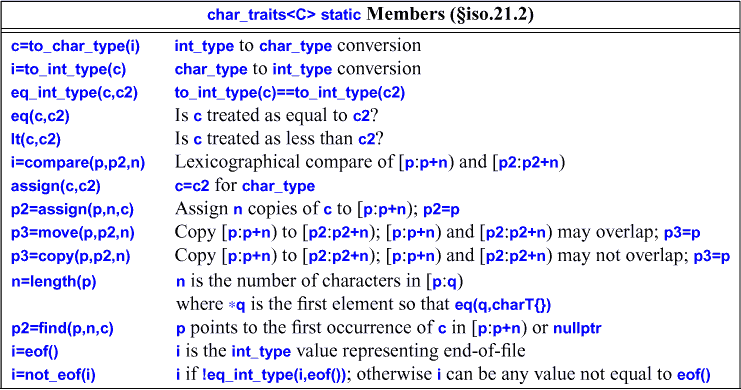 char_traits<C> static Members (§iso.21.2)
c=to_char_type(i) int_type to char_type conversion
i=to_int_type(c) char_type to int_type conversion
eq_int_type(c,c2) to_int_type(c)==to_int_type(c2)
eq(c,c2) Is c treated as equal to c2?
lt(c,c2) Is c treated as less than c2?
i=compare(p,p2,n) Lexicographical compare of [p:p+n) and [p2:p2+n)
assign(c,c2) c=c2 for char_type
p2=assign(p,n,c) Assign n copies of c to [p:p+n); p2=p
p3=move(p,p2,n) Copy [p:p+n) to [p2:p2+n); [p:p+n) and [p2:p2+n) may overlap; p3=p
p3=copy(p,p2,n) Copy [p:p+n) to [p2:p2+n); [p:p+n) and [p2:p2+n) may not overlap; p3=p
n=length(p) n is the number of characters in [p:q)
where *q is the first element so that eq(q,charT{})
p2=find(p,n,c) p points to the first occurrence of c in [p:p+n) or nullptr
i=eof() i is the int_type value representing end-of-file
i=not_eof(i) i if !eq_int_type(i,eof()); otherwise i can be any value not equal to eof()